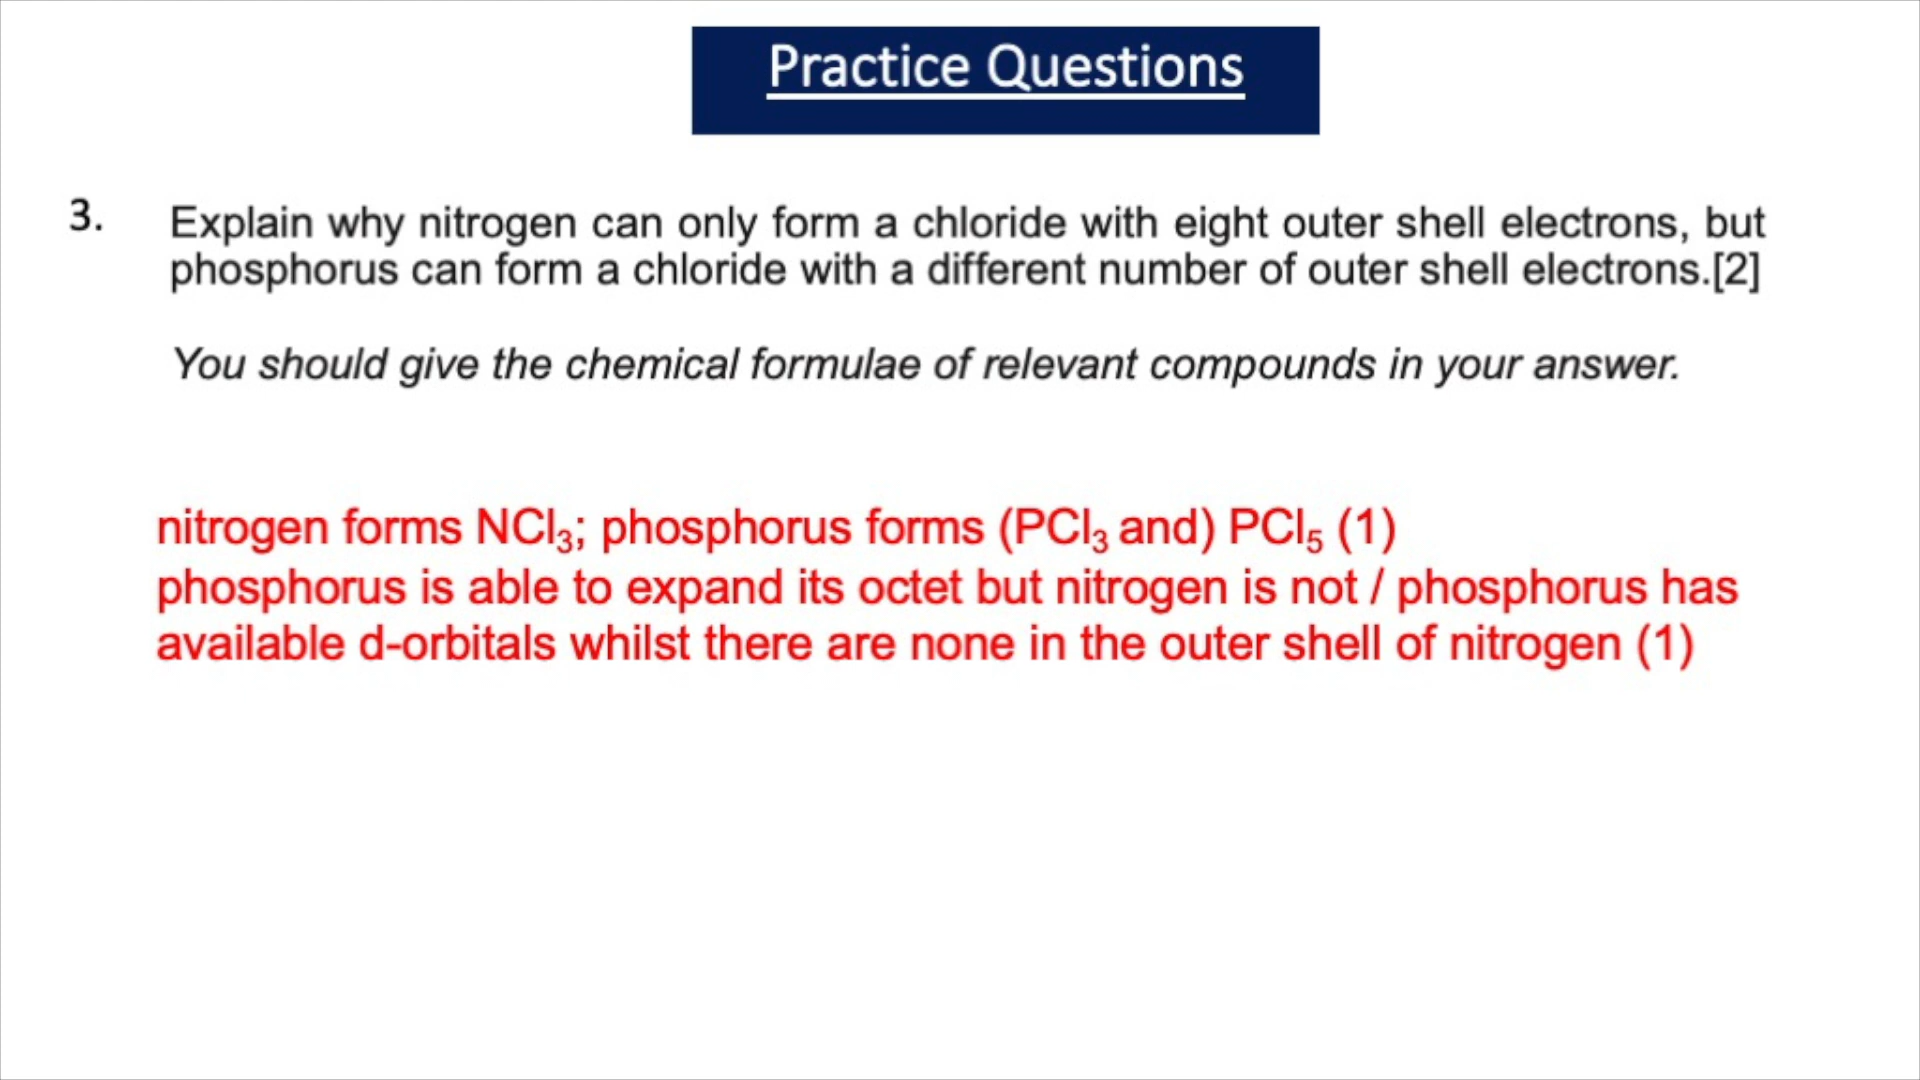 Practice Questions
3. Explain why nitrogen can only form a chloride with eight outer shell electrons, but
phosphorus can form a chloride with a different number of outer shell electrons.[2]
You should give the chemical formulae of relevant compounds in your answer.
nitrogen forms NCl₃; phosphorus forms (PCl₃ and) PCl₅ (1)
phosphorus is able to expand its octet but nitrogen is not / phosphorus has
available d-orbitals whilst there are none in the outer shell of nitrogen (1)